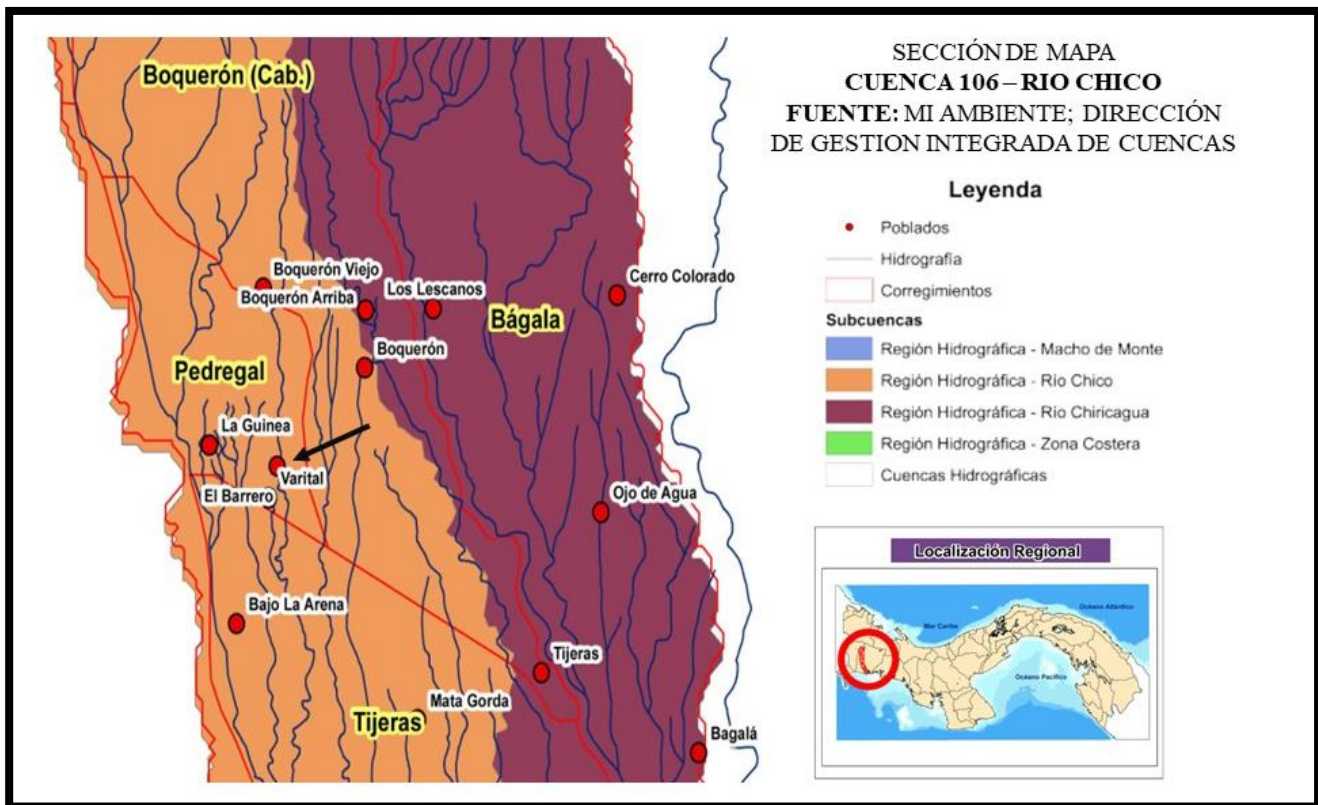 SECCIÓN DE MAPA
CUENCA 106 – RIO CHICO
FUENTE: MI AMBIENTE; DIRECCIÓN
DE GESTION INTEGRADA DE CUENCAS
Boquerón (Cab.)
Boquerón Viejo
Boquerón Arriba
Los Lescanos
Cerro Colorado
Bágala
Boquerón
Pedregal
La Guinea
Varital
El Barrero
Ojo de Agua
Bajo La Arena
Tijeras
Mata Gorda
Tijeras
Bagalá
Leyenda
Poblados
Hidrografía
Corregimientos
Subcuencas
Región Hidrográfica - Macho de Monte
Región Hidrográfica - Río Chico
Región Hidrográfica - Río Chiricagua
Región Hidrográfica - Zona Costera
Cuencas Hidrográficas
Localización Regional
Mar Caribe
Océano Atlántico
Océano Pacífico